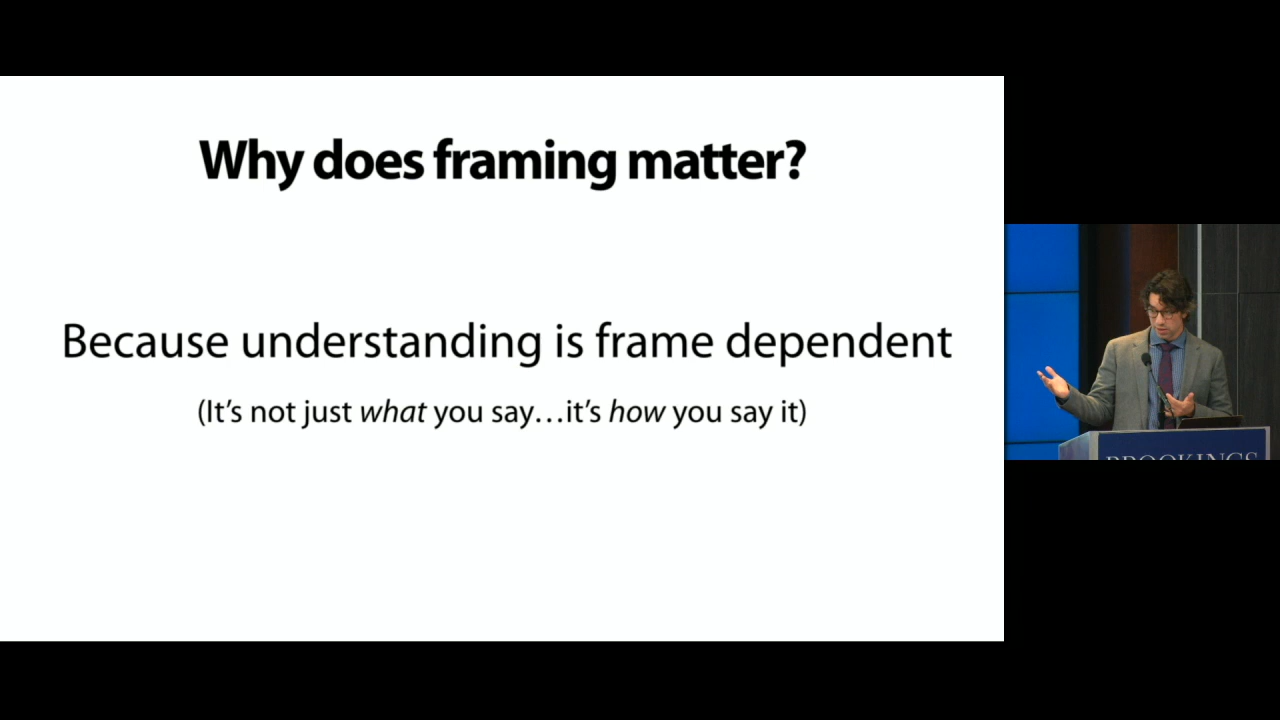 Why does framing matter?
Because understanding is frame dependent
(It's not just what you say…it's how you say it)
BROOKINGS